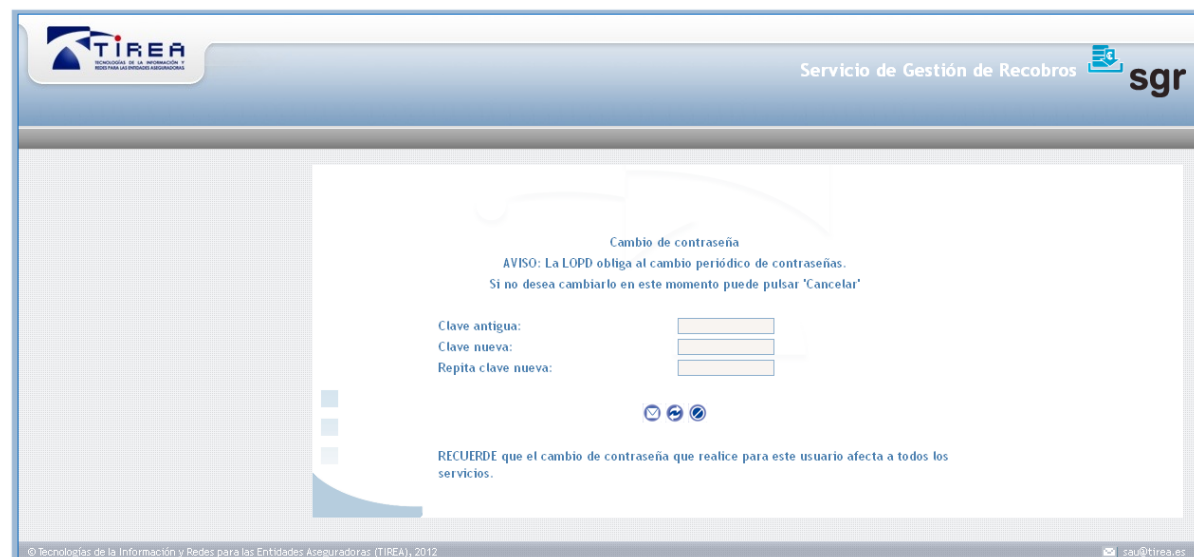 TIREA
TECNOLOGÍAS DE LA INFORMACIÓN Y
REDES PARA LAS ENTIDADES ASEGURADORAS
Servicio de Gestión de Recobros
sgr
Cambio de contraseña
AVISO: La LOPD obliga al cambio periódico de contraseñas.
Si no desea cambiarlo en este momento puede pulsar 'Cancelar'
Clave antigua:
Clave nueva:
Repita clave nueva:
RECUERDE que el cambio de contraseña que realice para este usuario afecta a todos los
servicios.
© Tecnologías de la Información y Redes para las Entidades Aseguradoras (TIREA), 2012
sau@tirea.es